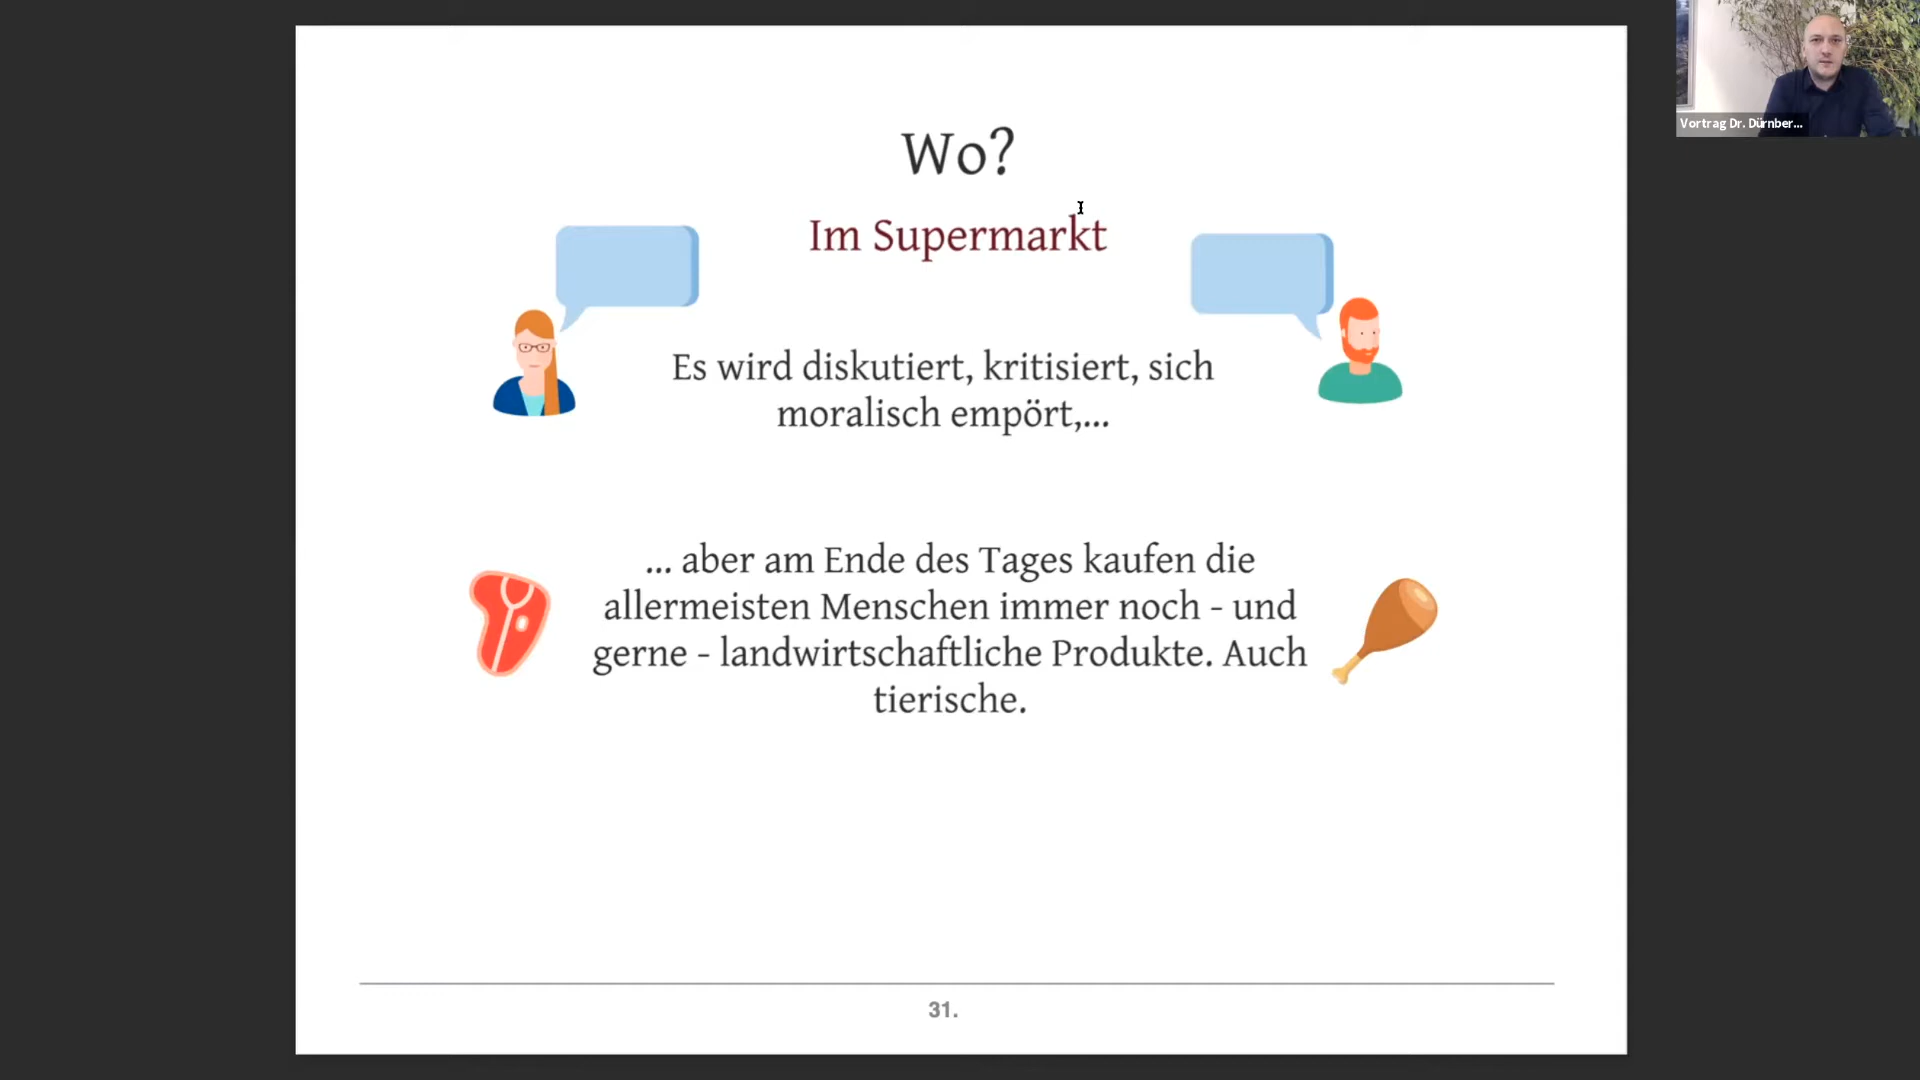 Wo?
Im Supermarkt
Es wird diskutiert, kritisiert, sich
moralisch empört,...
... aber am Ende des Tages kaufen die
allermeisten Menschen immer noch - und
gerne - landwirtschaftliche Produkte. Auch
tierische.
31.
Vortrag Dr. Dürnber...